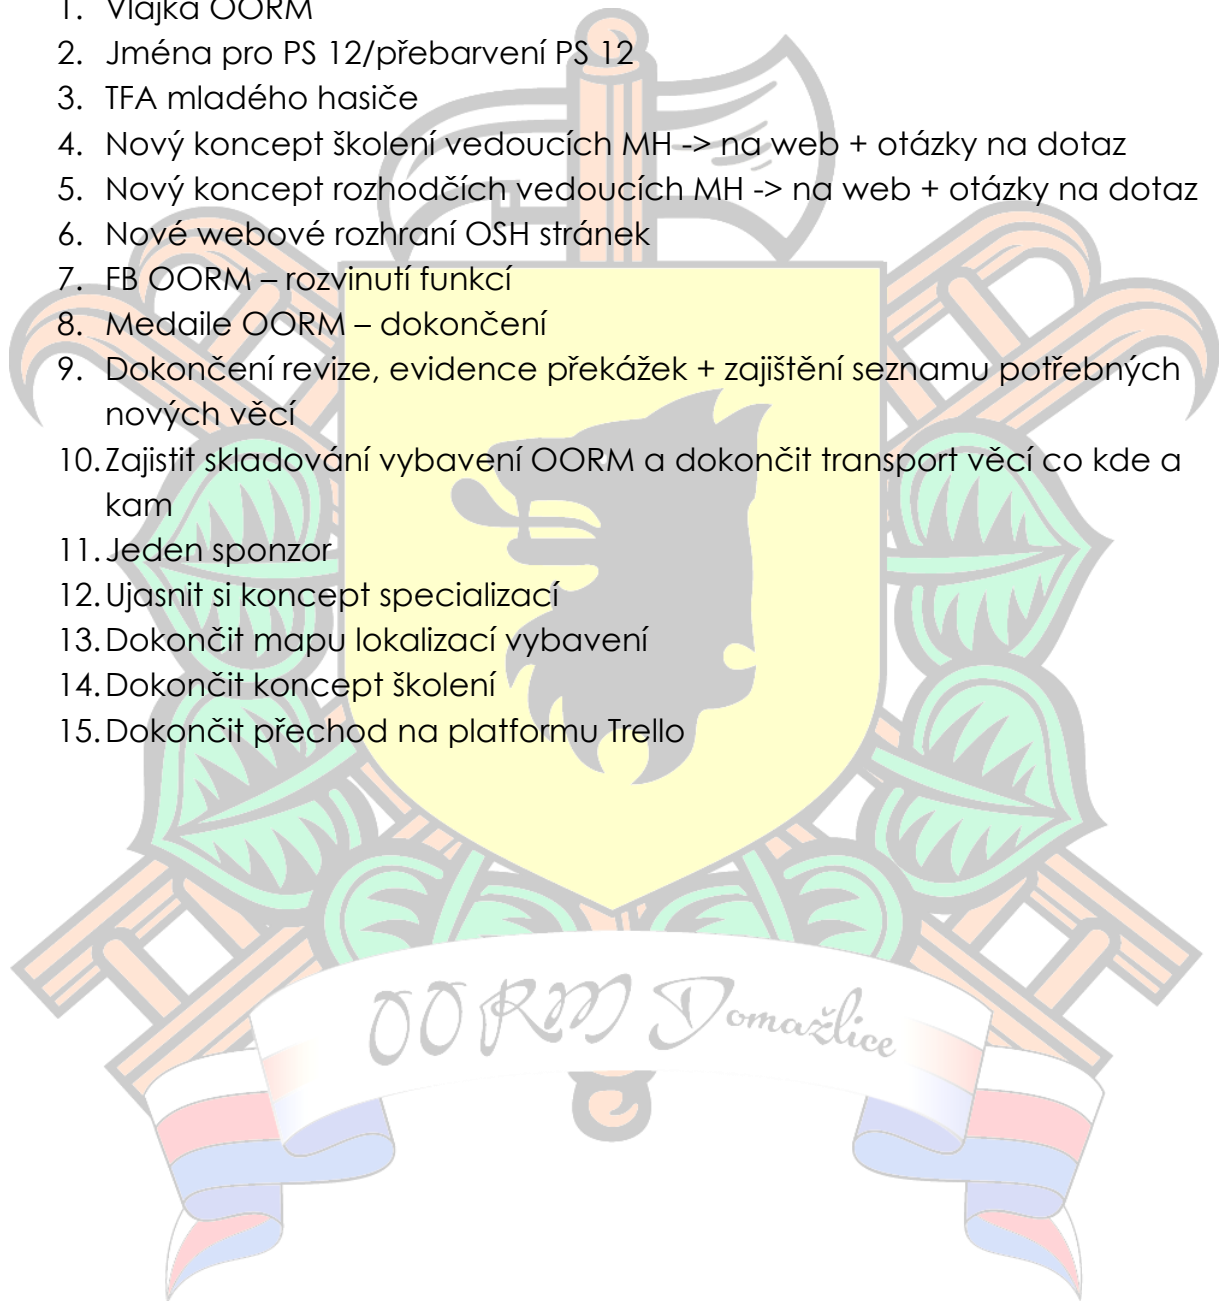 1. Vlajka OORM
2. Jména pro PS 12/přebarvení PS 12
3. TFA mladého hasiče
4. Nový koncept školení vedoucích MH -> na web + otázky na dotaz
5. Nový koncept rozhodčích vedoucích MH -> na web + otázky na dotaz
6. Nové webové rozhraní OSH stránek
7. FB OORM – rozvinutí funkcí
8. Medaile OORM – dokončení
9. Dokončení revize, evidence překážek + zajištění seznamu potřebných
nových věcí
10. Zajistit skladování vybavení OORM a dokončit transport věcí co kde a
kam
11. Jeden sponzor
12. Ujasnit si koncept specializací
13. Dokončit mapu lokalizací vybavení
14. Dokončit koncept školení
15. Dokončit přechod na platformu Trello
OORM Domažlice